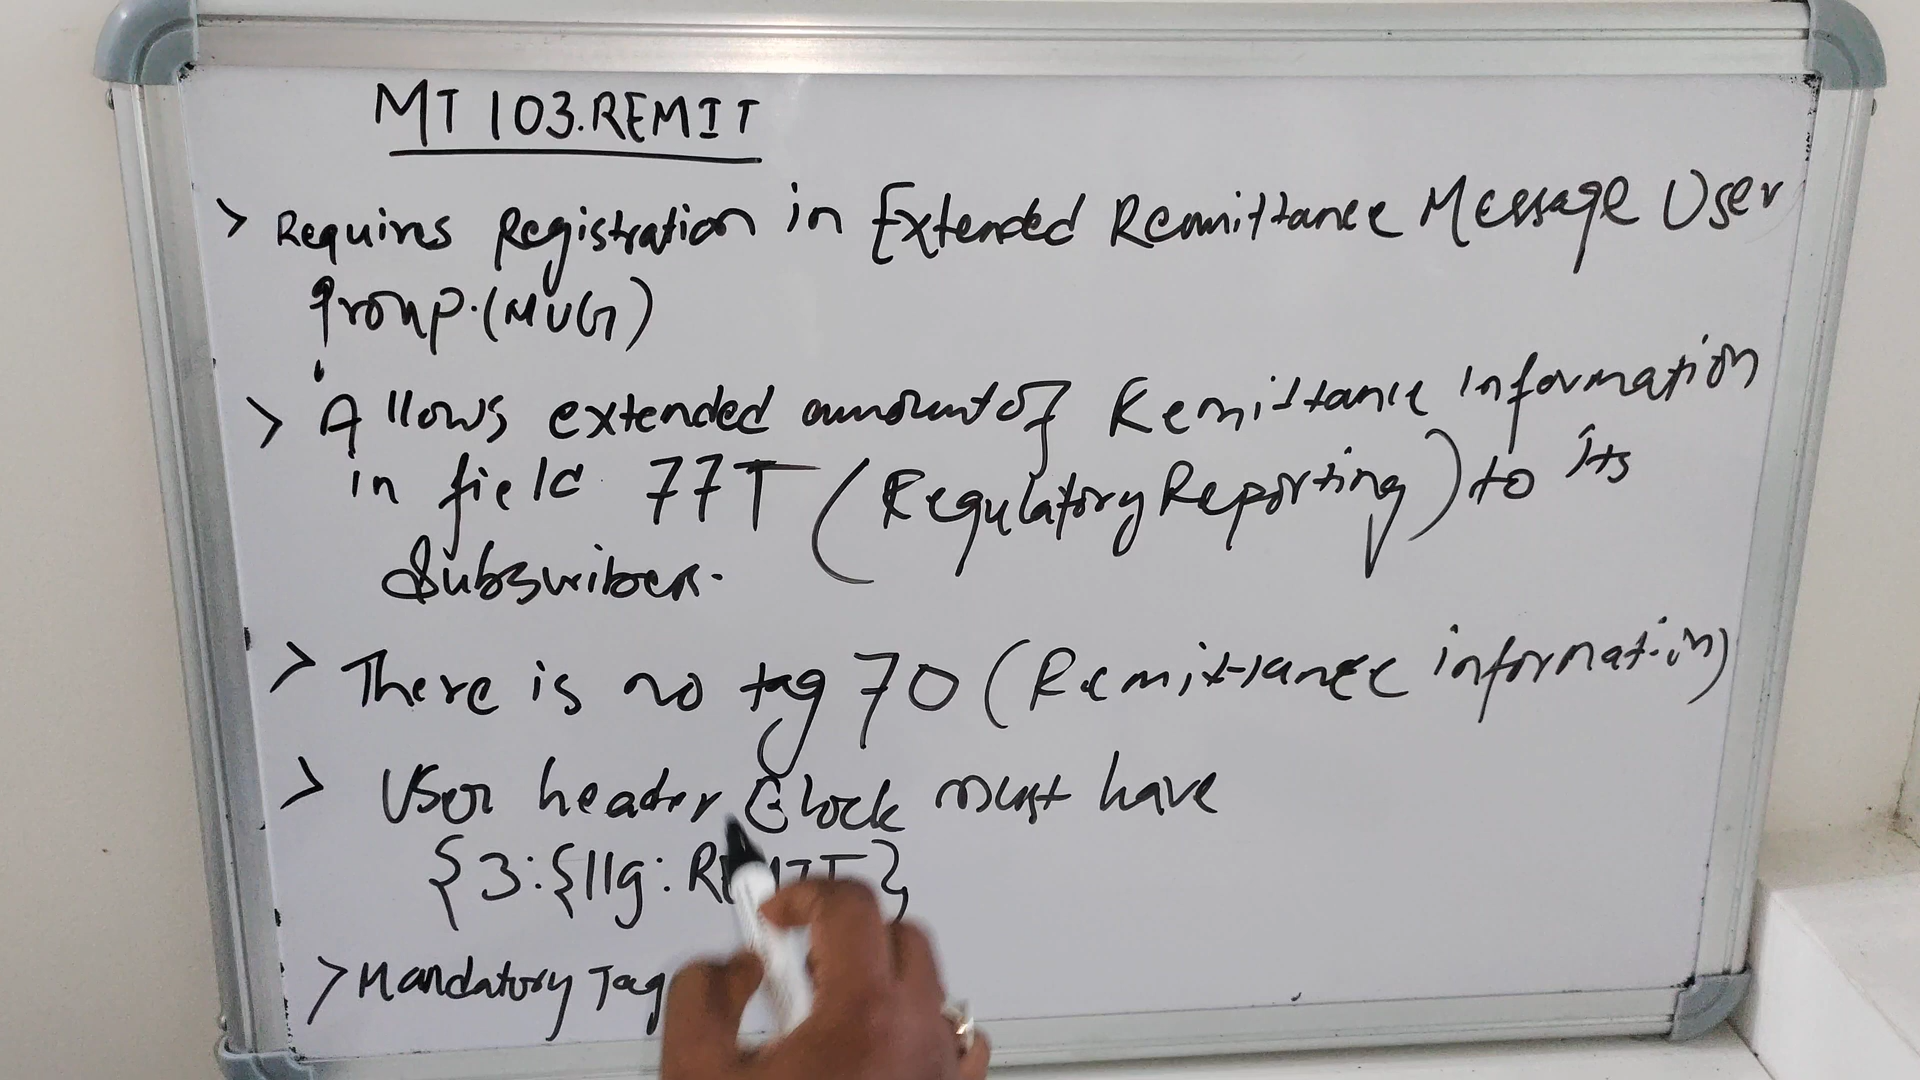 MT 103.REMIT
> Requires Registration in Extended Remittance Message User
group.(MUG)
> Allows extended amount of Remittance Information
in field 77T (Regulatory Reporting) to its
Subscriber.
> There is no tag 70 (Remittance information)
> User header Block must have
{3:{119:REMIT}
> Mandatory Tag